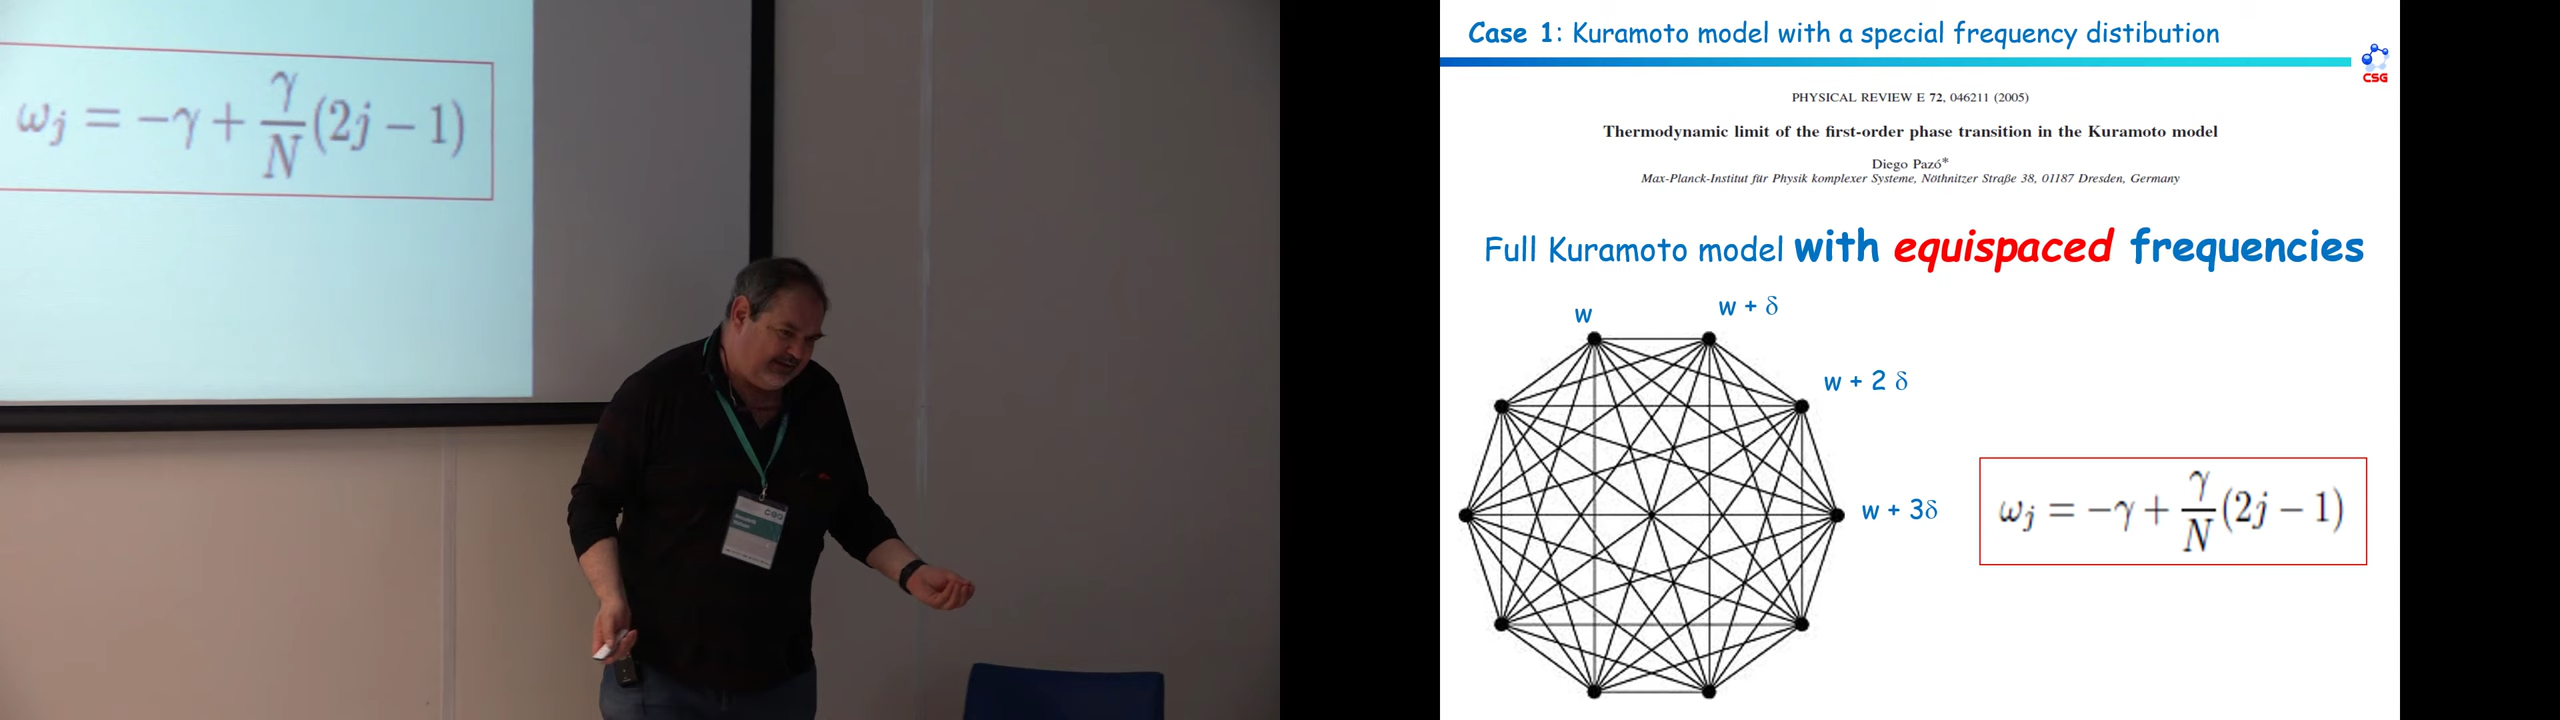 ωj = −γ + γ/N (2j − 1)
Case 1: Kuramoto model with a special frequency distibution
CSG
PHYSICAL REVIEW E 72, 046211 (2005)
Thermodynamic limit of the first-order phase transition in the Kuramoto model
Diego Pazó*
Max-Planck-Institut für Physik komplexer Systeme, Nöthnitzer Straße 38, 01187 Dresden, Germany
Full Kuramoto model with equispaced frequencies
w
w + δ
w + 2 δ
w + 3δ
ωj = −γ + γ/N (2j − 1)